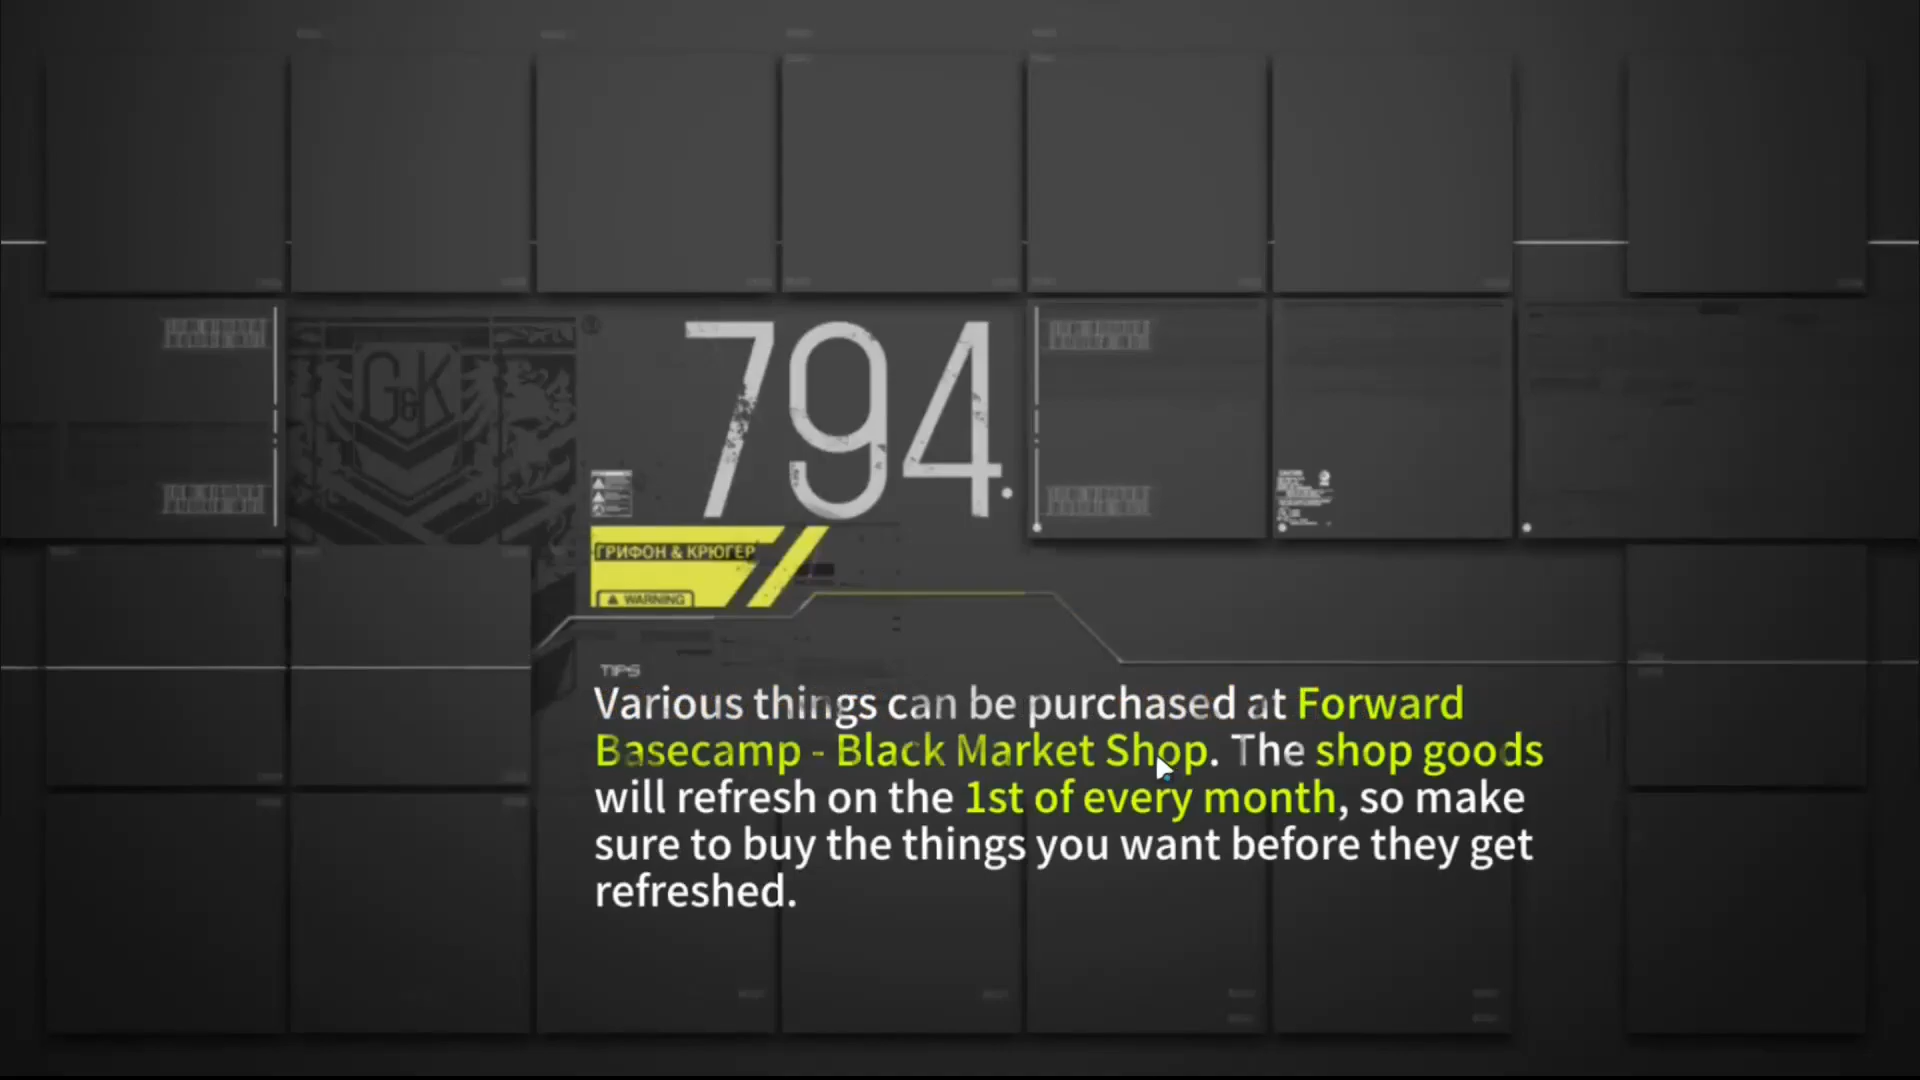 G&K
794.
ГРИФОН & КРЮГЕР
WARNING
TIPS
Various things can be purchased at Forward
Basecamp - Black Market Shop. The shop goods
will refresh on the 1st of every month, so make
sure to buy the things you want before they get
refreshed.